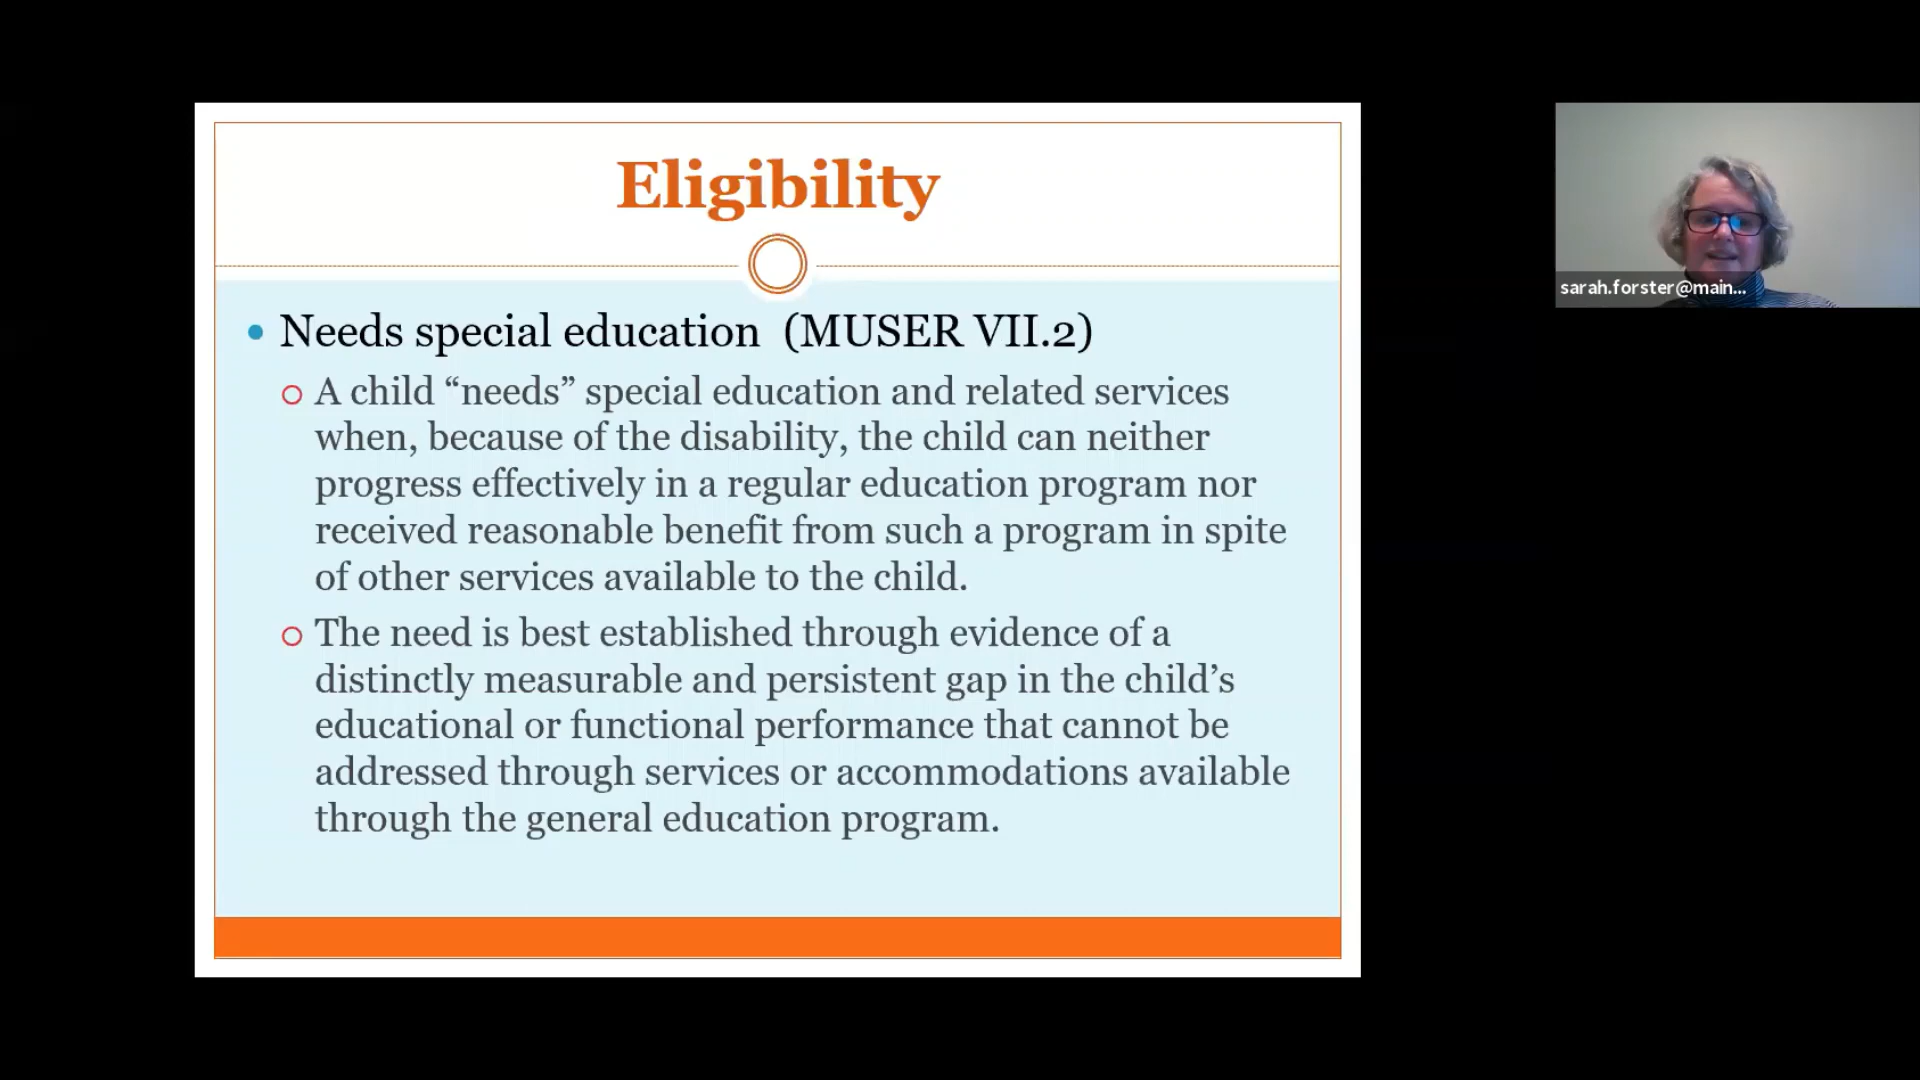 Eligibility
Needs special education (MUSER VII.2)
A child “needs” special education and related services
when, because of the disability, the child can neither
progress effectively in a regular education program nor
received reasonable benefit from such a program in spite
of other services available to the child.
The need is best established through evidence of a
distinctly measurable and persistent gap in the child’s
educational or functional performance that cannot be
addressed through services or accommodations available
through the general education program.
sarah.forster@main...